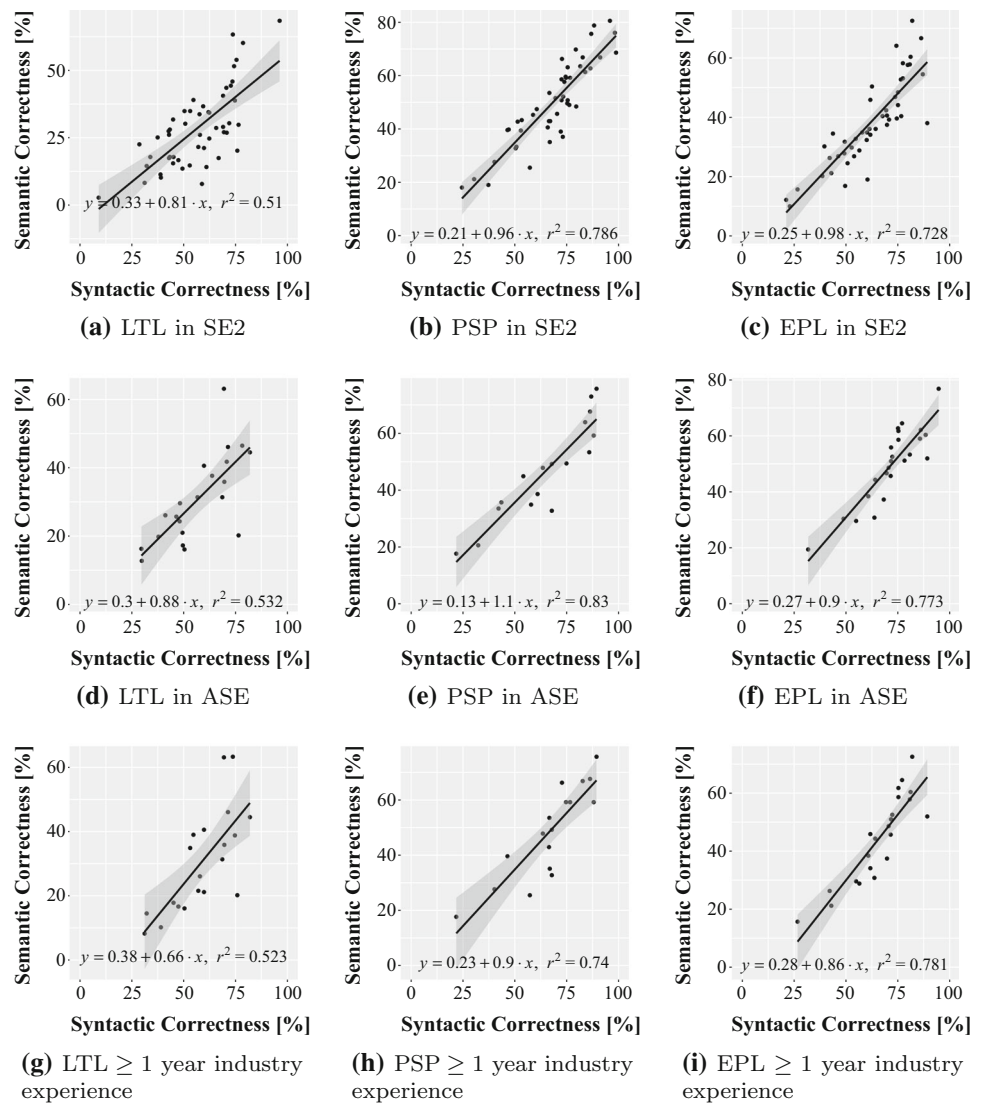 Semantic Correctness [%]
50
25
0
y = 0.33 + 0.81 · x, r² = 0.51
0 25 50 75 100
Syntactic Correctness [%]
(a) LTL in SE2
Semantic Correctness [%]
80
60
40
20
0
y = 0.21 + 0.96 · x, r² = 0.786
0 25 50 75 100
Syntactic Correctness [%]
(b) PSP in SE2
Semantic Correctness [%]
60
40
20
0
y = 0.25 + 0.98 · x, r² = 0.728
0 25 50 75 100
Syntactic Correctness [%]
(c) EPL in SE2
Semantic Correctness [%]
60
40
20
0
y = 0.3 + 0.88 · x, r² = 0.532
0 25 50 75 100
Syntactic Correctness [%]
(d) LTL in ASE
Semantic Correctness [%]
60
40
20
0
y = 0.13 + 1.1 · x, r² = 0.83
0 25 50 75 100
Syntactic Correctness [%]
(e) PSP in ASE
Semantic Correctness [%]
80
60
40
20
0
y = 0.27 + 0.9 · x, r² = 0.773
0 25 50 75 100
Syntactic Correctness [%]
(f) EPL in ASE
Semantic Correctness [%]
60
40
20
0
y = 0.38 + 0.66 · x, r² = 0.523
0 25 50 75 100
Syntactic Correctness [%]
(g) LTL ≥ 1 year industry
experience
Semantic Correctness [%]
60
40
20
0
y = 0.23 + 0.9 · x, r² = 0.74
0 25 50 75 100
Syntactic Correctness [%]
(h) PSP ≥ 1 year industry
experience
Semantic Correctness [%]
60
40
20
0
y = 0.28 + 0.86 · x, r² = 0.781
0 25 50 75 100
Syntactic Correctness [%]
(i) EPL ≥ 1 year industry
experience